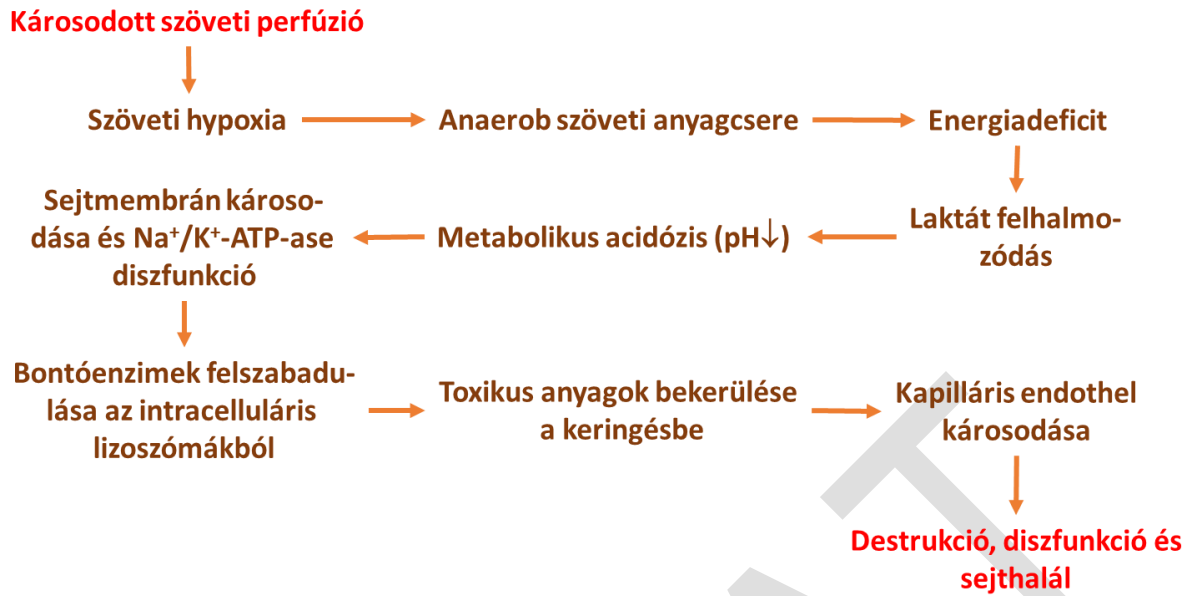 Károsodott szöveti perfúzió
Szöveti hypoxia
Anaerob szöveti anyagcsere
Energiadeficit
Laktát felhalmo-
zódás
Metabolikus acidózis (pH↓)
Sejtmembrán károso-
dása és Na⁺/K⁺-ATP-ase
diszfunkció
Bontóenzimek felszabadu-
lása az intracelluláris
lizoszómákból
Toxikus anyagok bekerülése
a keringésbe
Kapilláris endothel
károsodása
Destrukció, diszfunkció és
sejthalál